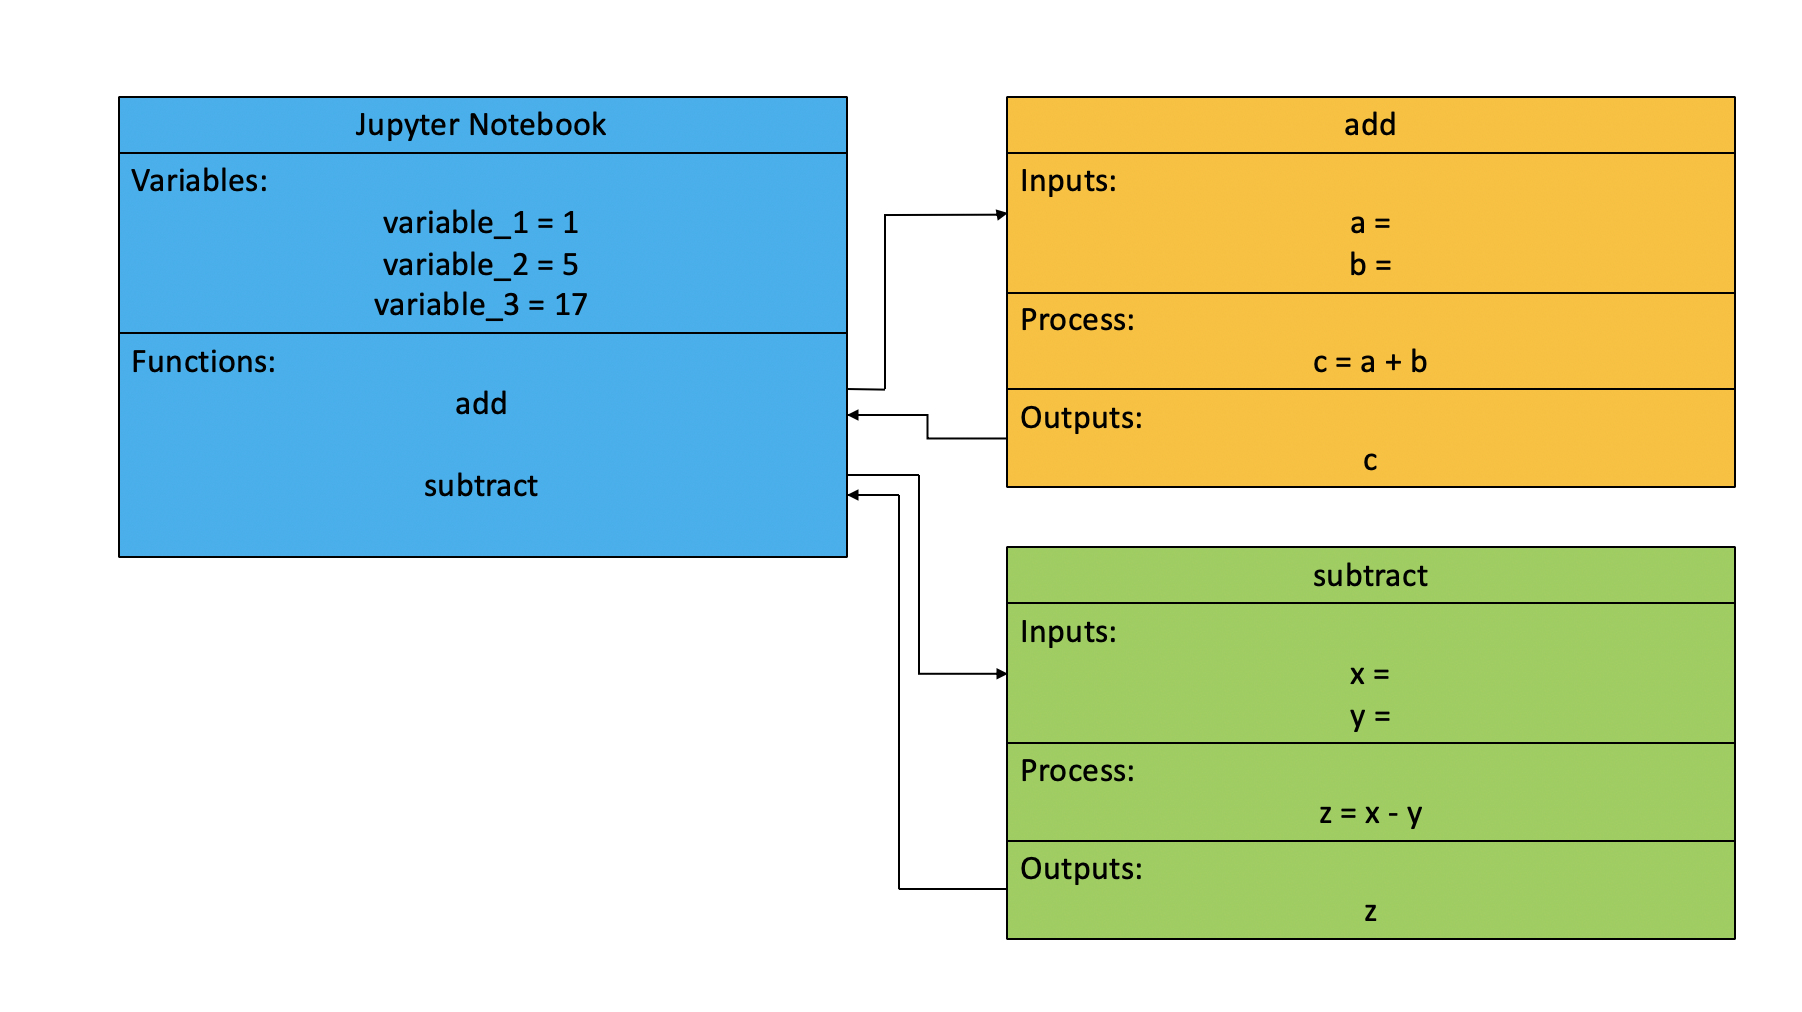 Jupyter Notebook
Variables:
variable_1 = 1
variable_2 = 5
variable_3 = 17
Functions:
add
subtract
add
Inputs:
a =
b =
Process:
c = a + b
Outputs:
c
subtract
Inputs:
x =
y =
Process:
z = x - y
Outputs:
z